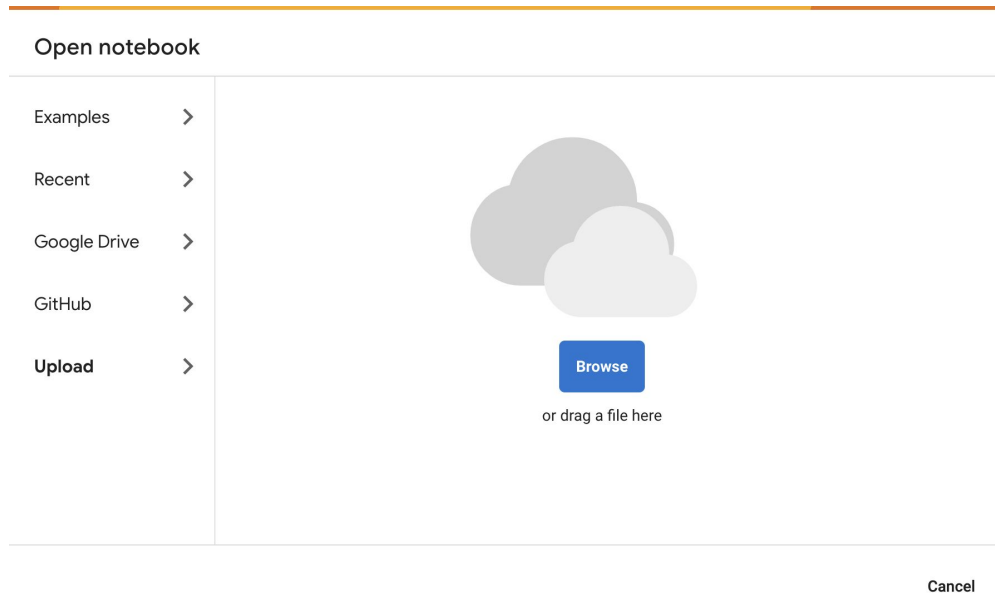 Open notebook
Examples
Recent
Google Drive
GitHub
Upload
Browse
or drag a file here
Cancel